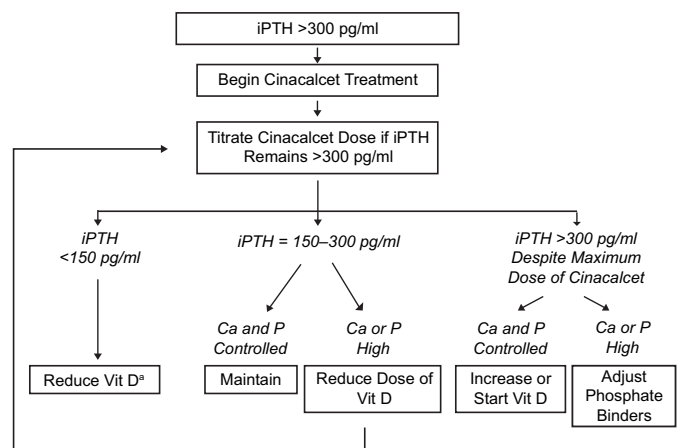 iPTH >300 pg/ml
Begin Cinacalcet Treatment
Titrate Cinacalcet Dose if iPTH
Remains >300 pg/ml
iPTH
<150 pg/ml
iPTH = 150–300 pg/ml
iPTH >300 pg/ml
Despite Maximum
Dose of Cinacalcet
Ca and P
Controlled
Ca or P
High
Ca and P
Controlled
Ca or P
High
Reduce Vit Dᵃ
Maintain
Reduce Dose of
Vit D
Increase or
Start Vit D
Adjust
Phosphate
Binders